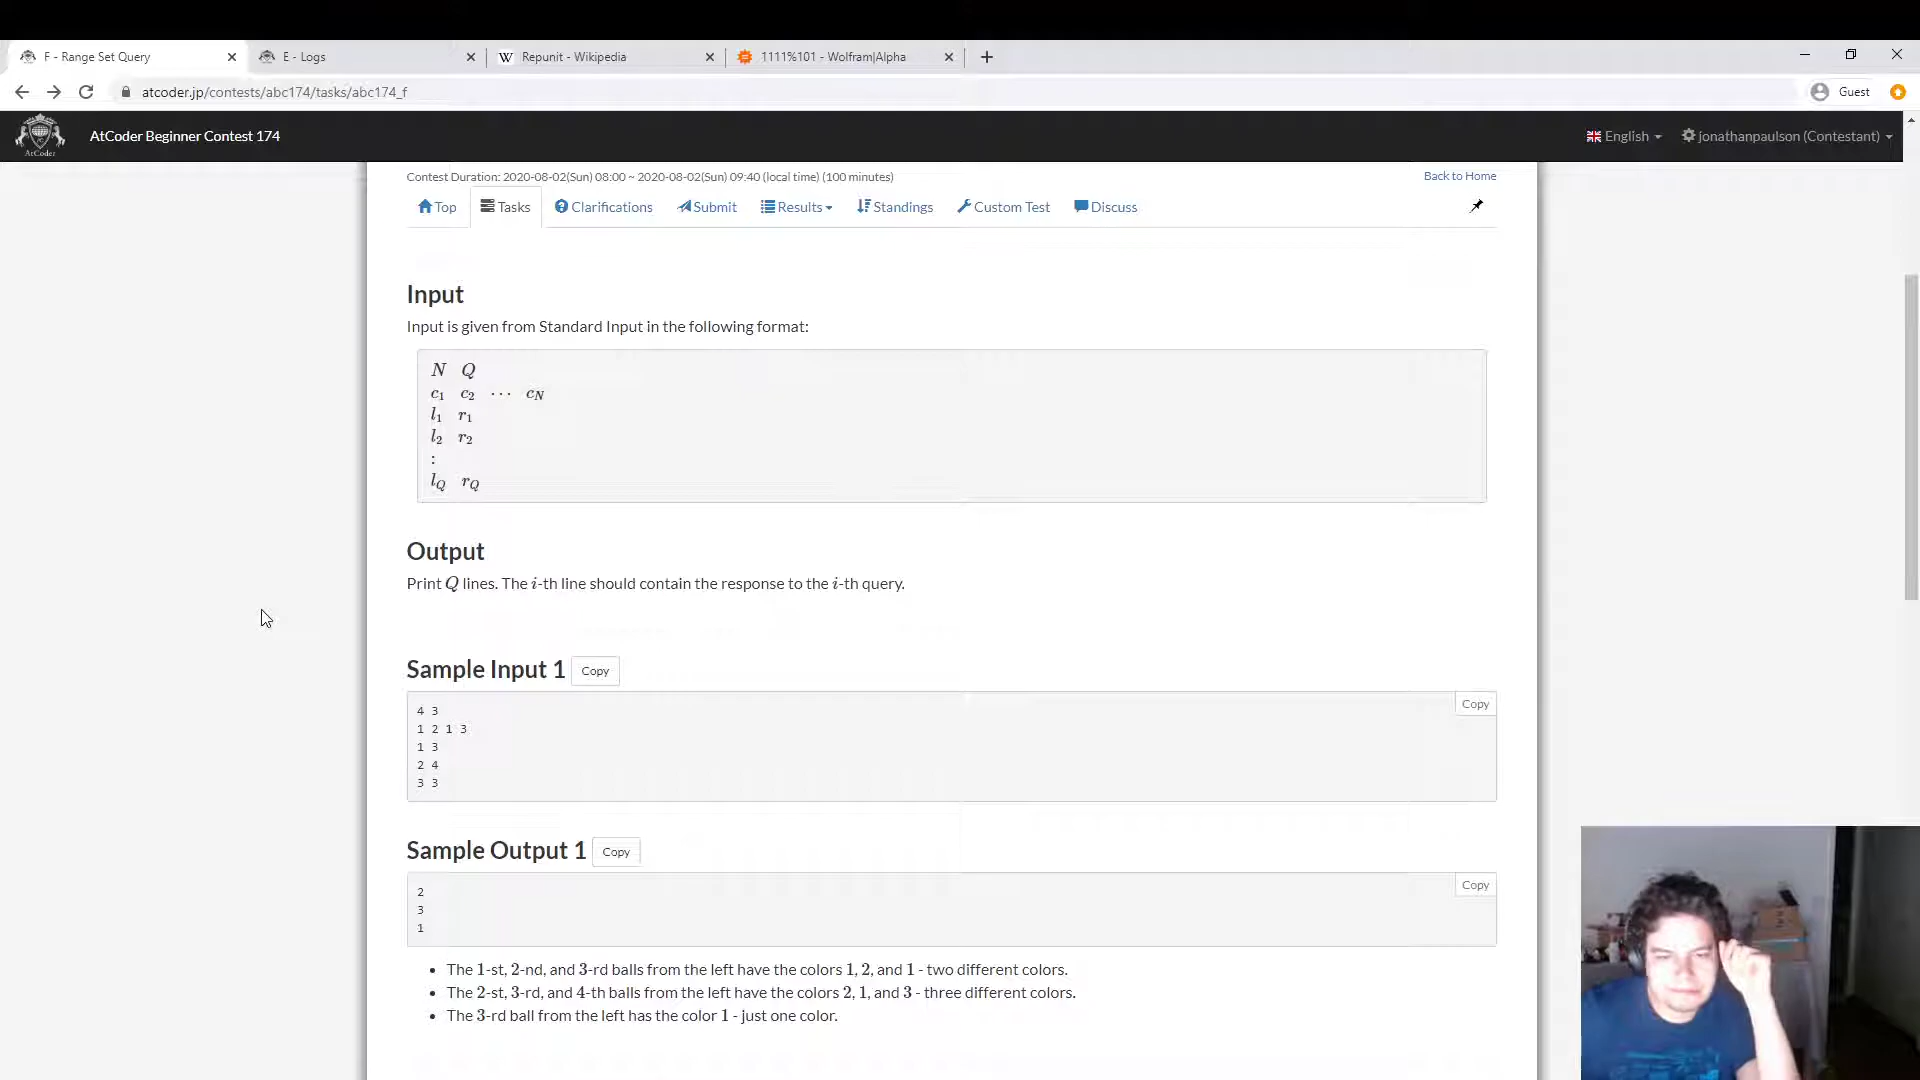 F - Range Set Query
E - Logs
W Repunit - Wikipedia
1111%101 - Wolfram|Alpha
atcoder.jp/contests/abc174/tasks/abc174_f
Guest
AtCoder
AtCoder Beginner Contest 174
English
jonathanpaulson (Contestant)
Contest Duration: 2020-08-02(Sun) 08:00 ~ 2020-08-02(Sun) 09:40 (local time) (100 minutes)
Back to Home
Top Tasks Clarifications Submit Results Standings Custom Test Discuss
Input
Input is given from Standard Input in the following format:
N Q
c1 c2 ⋯ cN
l1 r1
l2 r2
:
lQ rQ
Output
Print Q lines. The i-th line should contain the response to the i-th query.
Sample Input 1 Copy
Copy
4 3
1 2 1 3
1 3
2 4
3 3
Sample Output 1 Copy
Copy
2
3
1
• The 1-st, 2-nd, and 3-rd balls from the left have the colors 1, 2, and 1 - two different colors.
• The 2-st, 3-rd, and 4-th balls from the left have the colors 2, 1, and 3 - three different colors.
• The 3-rd ball from the left has the color 1 - just one color.